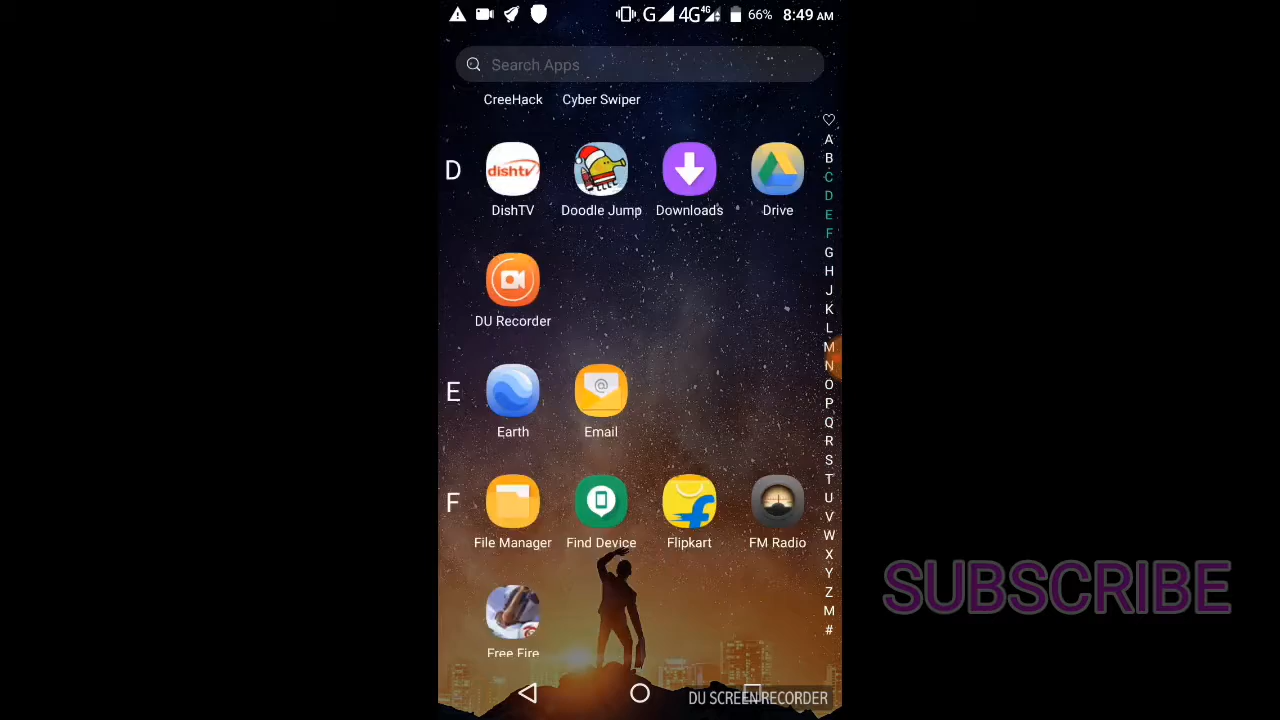 G 4G 4G 66% 8:49 AM
Search Apps
CreeHack Cyber Swiper
D
dishtv
DishTV Doodle Jump Downloads Drive
DU Recorder
E
@
Earth Email
F
f
File Manager Find Device Flipkart FM Radio
Free Fire
A
B
C
D
E
F
G
H
J
K
L
M
N
O
P
Q
R
S
T
U
V
W
X
Y
Z
M
#
SUBSCRIBE
DU SCREEN RECORDER